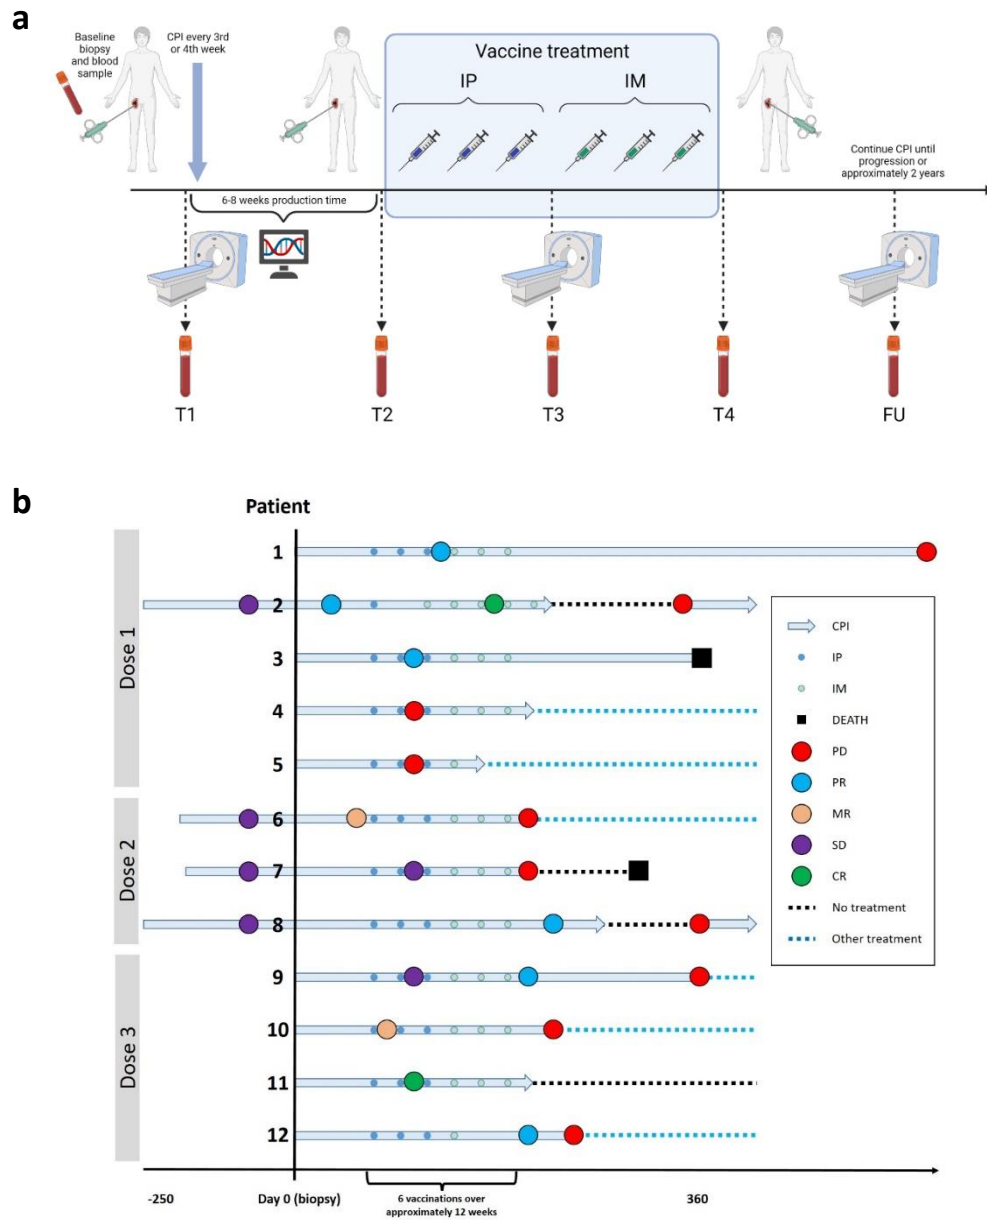 a
Baseline
biopsy
and blood
sample
CPI every 3rd
or 4th week
Vaccine treatment
IP
IM
Continue CPI until
progression or
approximately 2 years
6-8 weeks production time
T1
T2
T3
T4
FU
b
Patient
Dose 1
1
2
3
4
5
Dose 2
6
7
8
Dose 3
9
10
11
12
CPI
IP
IM
DEATH
PD
PR
MR
SD
CR
No treatment
Other treatment
-250
Day 0 (biopsy)
6 vaccinations over
approximately 12 weeks
360